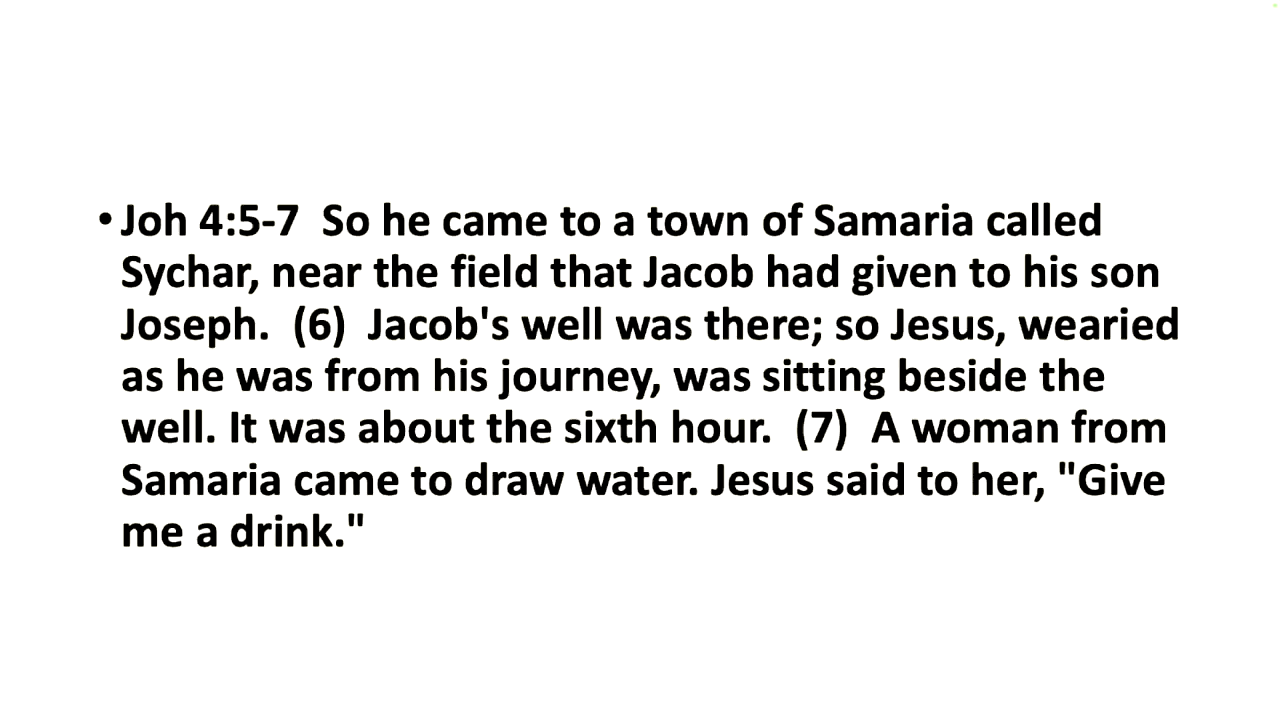 • Joh 4:5-7  So he came to a town of Samaria called
Sychar, near the field that Jacob had given to his son
Joseph.  (6)  Jacob's well was there; so Jesus, wearied
as he was from his journey, was sitting beside the
well. It was about the sixth hour.  (7)  A woman from
Samaria came to draw water. Jesus said to her, "Give
me a drink."